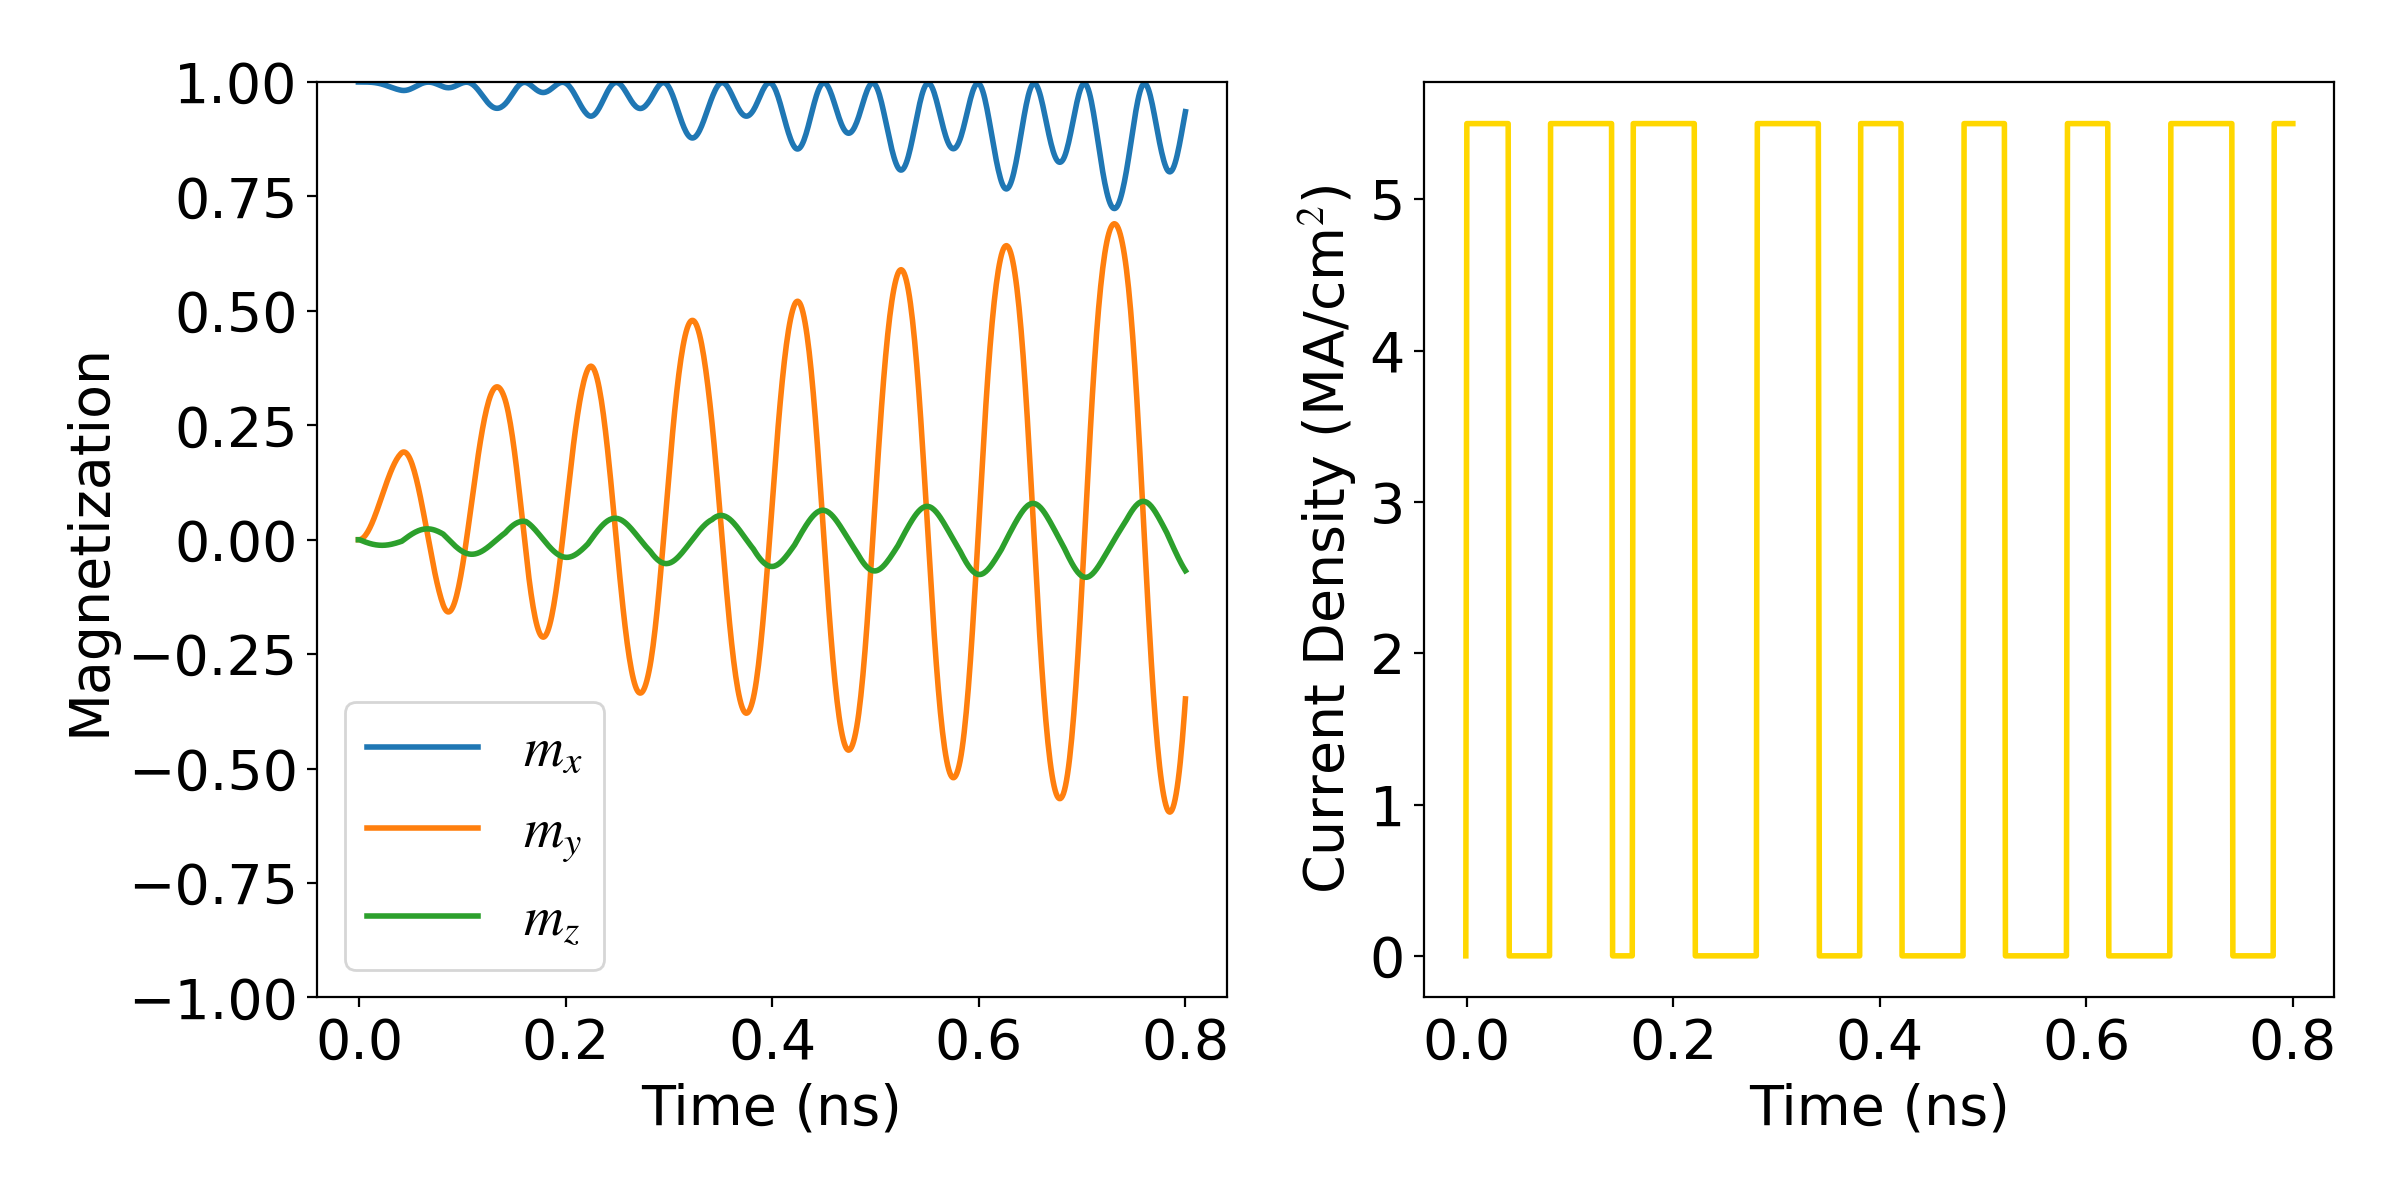 1.00
0.75
0.50
0.25
0.00
−0.25
−0.50
−0.75
−1.00
Magnetization
m_x
m_y
m_z
0.0 0.2 0.4 0.6 0.8
Time (ns)
5
4
3
2
1
0
Current Density (MA/cm²)
0.0 0.2 0.4 0.6 0.8
Time (ns)